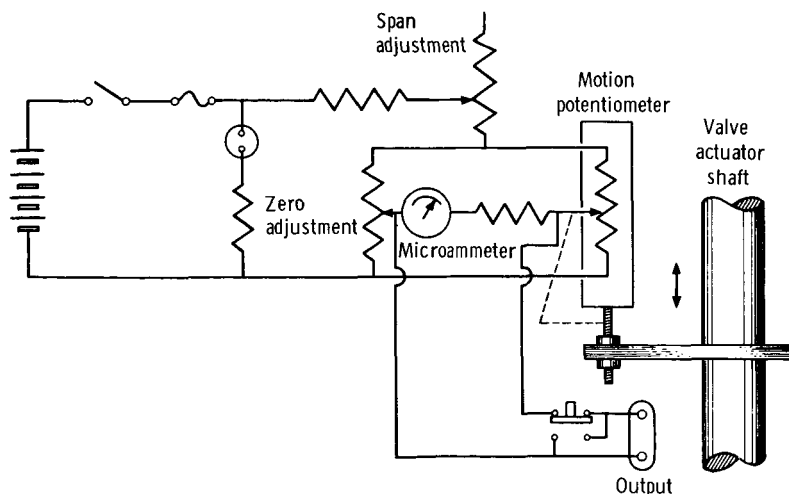 Span
adjustment
Motion
potentiometer
Valve
actuator
shaft
Zero
adjustment
Microammeter
Output